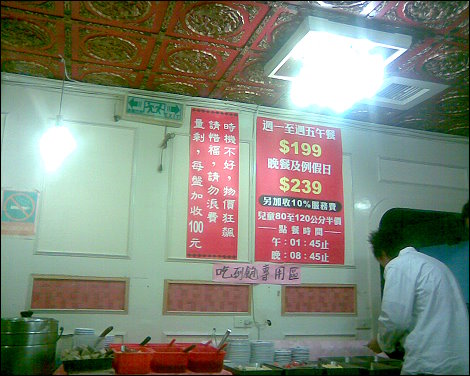 時機不好，物價狂飆
請惜福，請勿浪費
量剩，每盤加收100元
週一至週五午餐
$199
晚餐及例假日
$239
另加收10%服務費
兒童80至120公分半價
點餐時間
午：01：45止
晚：08：45止
吃到飽專用區